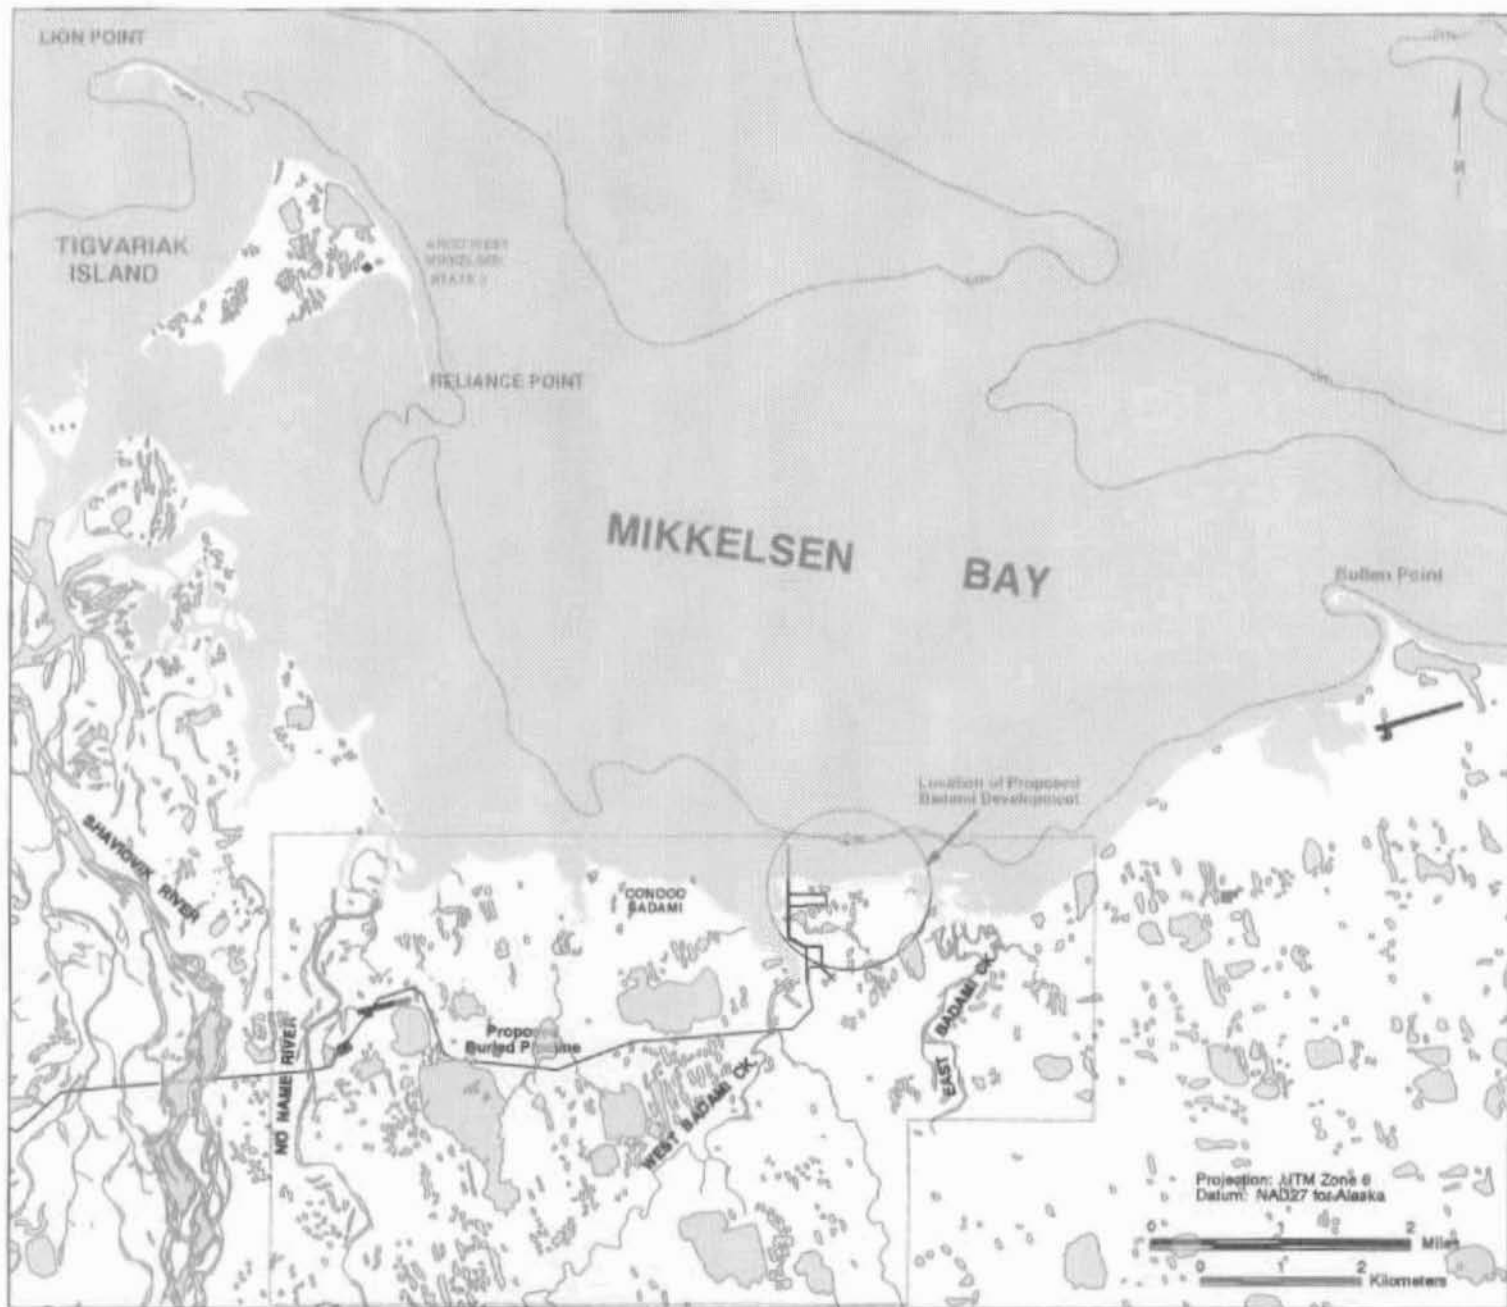 LION POINT
N
TIGVARIAK
ISLAND
RELIANCE POINT
MIKKELSEN BAY
Bullen Point
Location of Proposed
Badami Development
SHAVIOVIK RIVER
CONOCO
BADAMI
NO NAME RIVER
Proposed
Buried
WEST BADAMI CK
EAST BADAMI CK
Projection: UTM Zone 6
Datum: NAD27 for Alaska
0 1 2
Miles
0 2
Kilometers